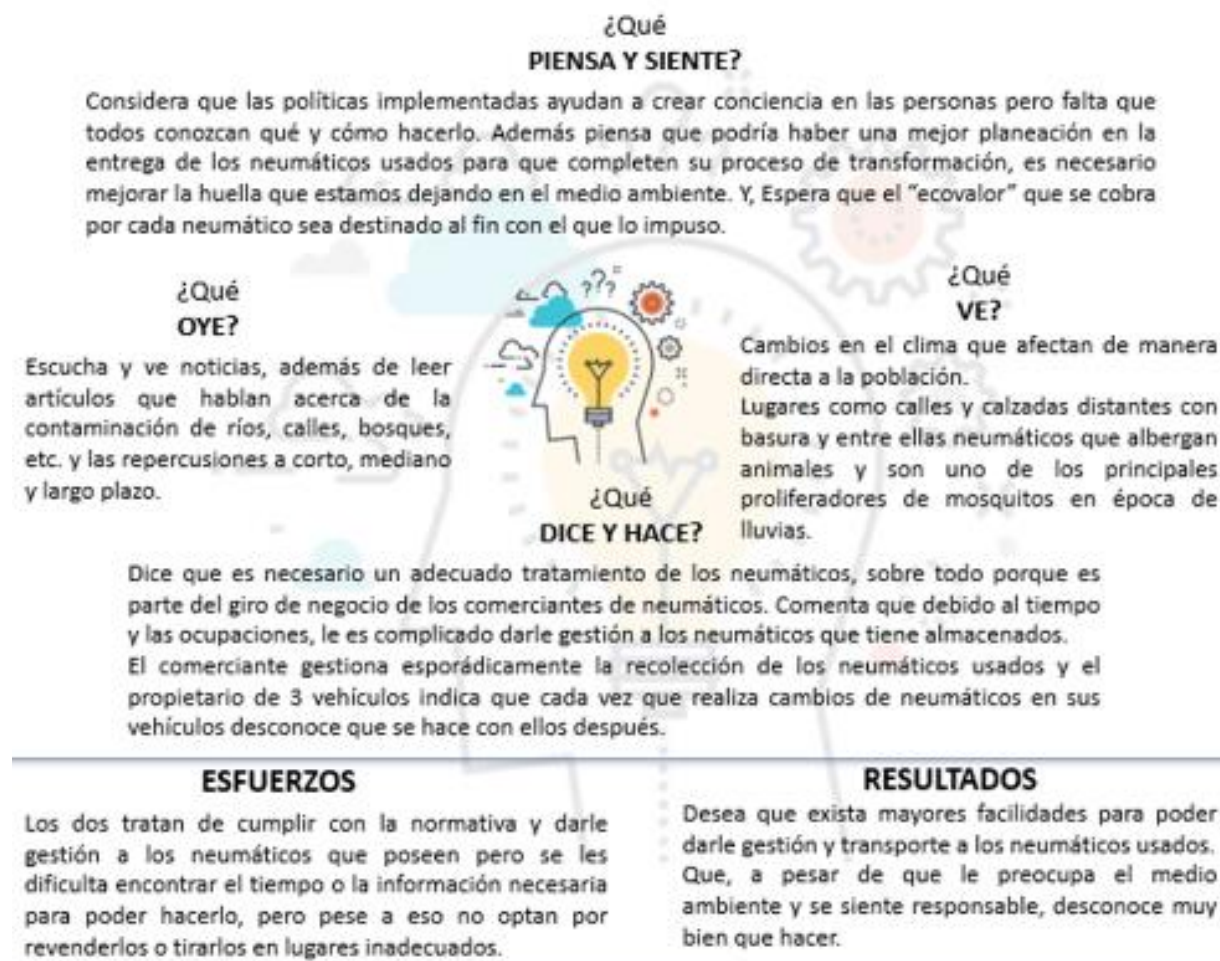 ¿Qué
PIENSA Y SIENTE?
Considera que las políticas implementadas ayudan a crear conciencia en las personas pero falta que
todos conozcan qué y cómo hacerlo. Además piensa que podría haber una mejor planeación en la
entrega de los neumáticos usados para que completen su proceso de transformación, es necesario
mejorar la huella que estamos dejando en el medio ambiente. Y, Espera que el “ecovalor” que se cobra
por cada neumático sea destinado al fin con el que lo impuso.
¿Qué
OYE?
Escucha y ve noticias, además de leer
artículos que hablan acerca de la
contaminación de ríos, calles, bosques,
etc. y las repercusiones a corto, mediano
y largo plazo.
???
¿Qué
VE?
Cambios en el clima que afectan de manera
directa a la población.
Lugares como calles y calzadas distantes con
basura y entre ellas neumáticos que albergan
animales y son uno de los principales
proliferadores de mosquitos en época de
lluvias.
¿Qué
DICE Y HACE?
Dice que es necesario un adecuado tratamiento de los neumáticos, sobre todo porque es
parte del giro de negocio de los comerciantes de neumáticos. Comenta que debido al tiempo
y las ocupaciones, le es complicado darle gestión a los neumáticos que tiene almacenados.
El comerciante gestiona esporádicamente la recolección de los neumáticos usados y el
propietario de 3 vehículos indica que cada vez que realiza cambios de neumáticos en sus
vehículos desconoce que se hace con ellos después.
ESFUERZOS
Los dos tratan de cumplir con la normativa y darle
gestión a los neumáticos que poseen pero se les
dificulta encontrar el tiempo o la información necesaria
para poder hacerlo, pero pese a eso no optan por
revenderlos o tirarlos en lugares inadecuados.
RESULTADOS
Desea que exista mayores facilidades para poder
darle gestión y transporte a los neumáticos usados.
Que, a pesar de que le preocupa el medio
ambiente y se siente responsable, desconoce muy
bien que hacer.